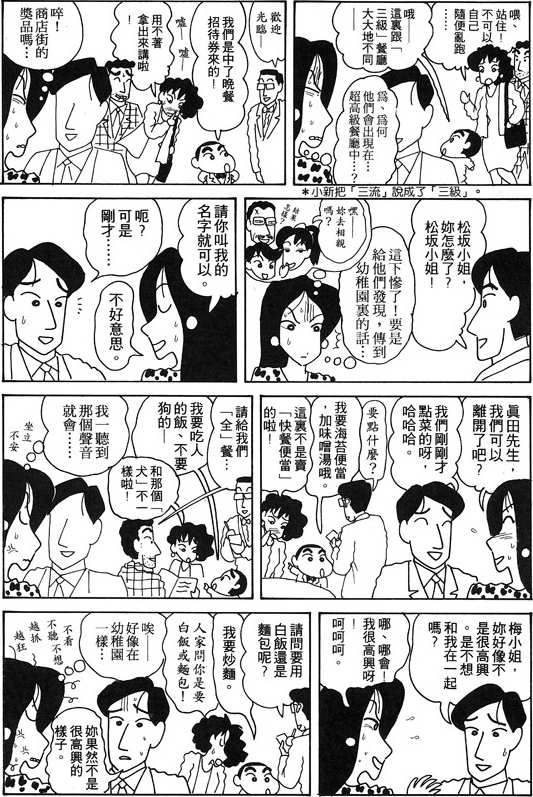 喂、
站住！
不可以
自己
隨便亂跑
……
哦——
這裏跟「
三級」餐廳
大大地不同
——
為、為何
他們會出現在
超高級餐廳中…？
＊小新把「三流」說成了「三級」。
歡迎
光臨——
我們是中了晚餐
招待券來的！
噓——
噓——
用不著
拿出來講啦！
啐！
商店街的
獎品嗎…
松坂小姐，
妳怎麼了？
松坂小姐！
這下慘了！要是
給他們發現，傳到
幼稚園裏的話……
嘿——
妳去相親
嗎？
結果
怎樣？
請你叫我的
名字就可以。
不好意思。
呃？
可是
剛才……
眞田先生，
我們可以
離開了吧？
我們剛剛才
點菜的呀，
哈哈哈。
要點什麼？
我要海苔便當
，加味噌湯哦。
這裏不是賣
「快餐便當」
的啦！
請給我們
「全」餐…
我要吃人
的飯、不要
狗的——
和那個「
犬」不一
樣啦！
我一聽到
那個聲音
就會……
坐立
不安
梅小姐，
妳好像不
是很高興
。是不想
和我在一起
嗎？
哪、哪會！
我很高興呀
！呵呵呵。
請問要用
白飯還是
麵包呢？
我要炒麵。
人家問你是要
白飯或麵包！
唉——
好像在
幼稚園
一樣…
妳果然不是
很高興的
樣子。
不看
不聽
不想
越抓
越狂